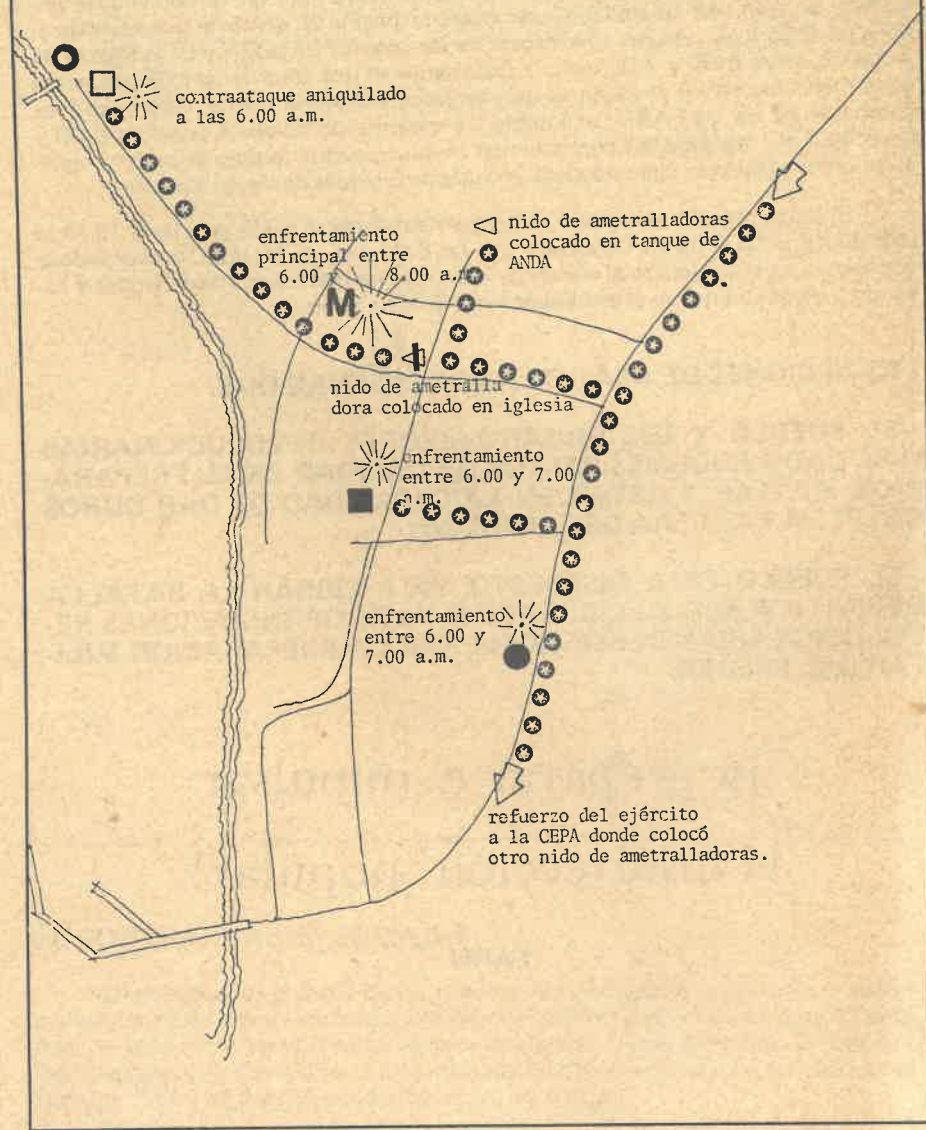 contraataque aniquilado
a las 6.00 a.m.
nido de ametralladoras
colocado en tanque de
ANDA
enfrentamiento
principal entre
6.00 y 8.00 a.m.
M
nido de ametralla
dora colocado en iglesia
enfrentamiento
entre 6.00 y 7.00
a.m.
enfrentamiento
entre 6.00 y
7.00 a.m.
refuerzo del ejército
a la CEPA donde colocó
otro nido de ametralladoras.